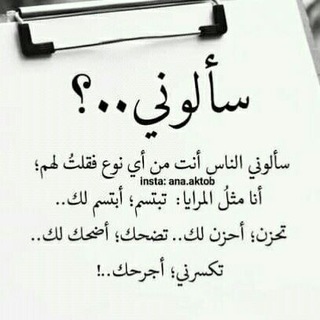 سألوني..؟
سألوني الناس أنت من أي نوع فقلتُ لهم؛
insta: ana.aktob
أنا مثلُ المرايا: تبتسم؛ أبتسم لك..
تحزن؛ أحزن لك.. تضحك؛ أضحك لك..
تكسرني؛ أجرحك..!